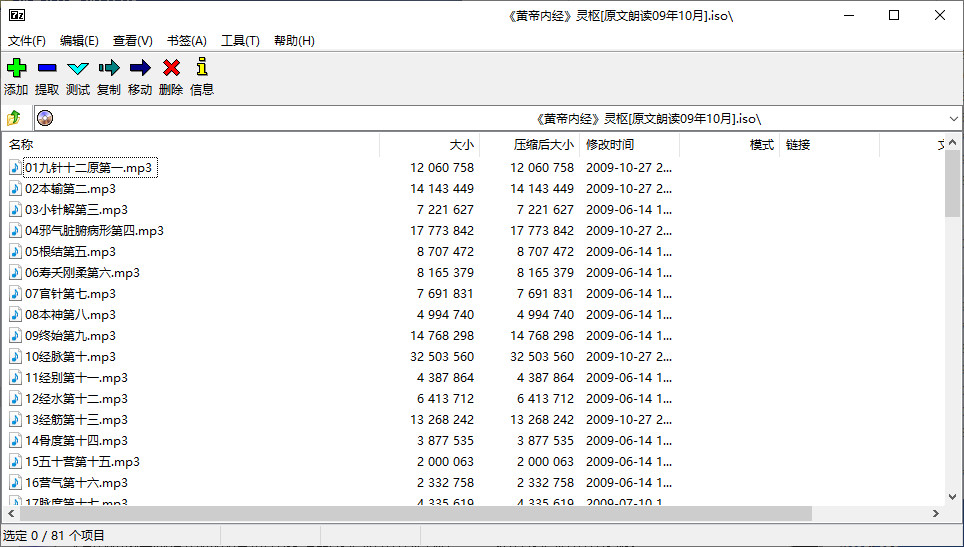 7z
《黄帝内经》灵枢[原文朗读09年10月].iso\
文件(F) 编辑(E) 查看(V) 书签(A) 工具(T) 帮助(H)
添加 提取 测试 复制 移动 删除 信息
《黄帝内经》灵枢[原文朗读09年10月].iso\
名称 大小 压缩后大小 修改时间 模式 链接
01九针十二原第一.mp3 12 060 758 12 060 758 2009-10-27 2...
02本输第二.mp3 14 143 449 14 143 449 2009-10-27 2...
03小针解第三.mp3 7 221 627 7 221 627 2009-06-14 1...
04邪气脏腑病形第四.mp3 17 773 842 17 773 842 2009-10-27 2...
05根结第五.mp3 8 707 472 8 707 472 2009-06-14 1...
06寿夭刚柔第六.mp3 8 165 379 8 165 379 2009-06-14 1...
07官针第七.mp3 7 691 831 7 691 831 2009-06-14 1...
08本神第八.mp3 4 994 740 4 994 740 2009-06-14 1...
09终始第九.mp3 14 768 298 14 768 298 2009-06-14 1...
10经脉第十.mp3 32 503 560 32 503 560 2009-10-27 2...
11经别第十一.mp3 4 387 864 4 387 864 2009-06-14 1...
12经水第十二.mp3 6 413 712 6 413 712 2009-06-14 1...
13经筋第十三.mp3 13 268 242 13 268 242 2009-10-27 2...
14骨度第十四.mp3 3 877 535 3 877 535 2009-06-14 1...
15五十营第十五.mp3 2 000 063 2 000 063 2009-06-14 1...
16营气第十六.mp3 2 332 758 2 332 758 2009-06-14 1...
17脉度第十七.mp3 4 335 619 4 335 619 2009-07-10 1...
选定 0 / 81 个项目